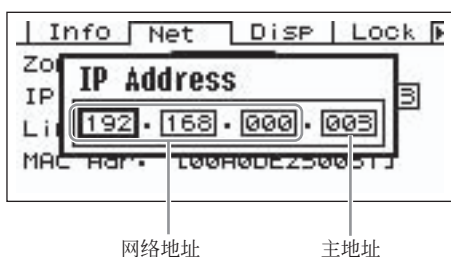 Info Net Disp Lock
Zo
IP Address
IP 3
Li 192 . 168 . 000 . 003
MAC Adr.
网络地址 主地址